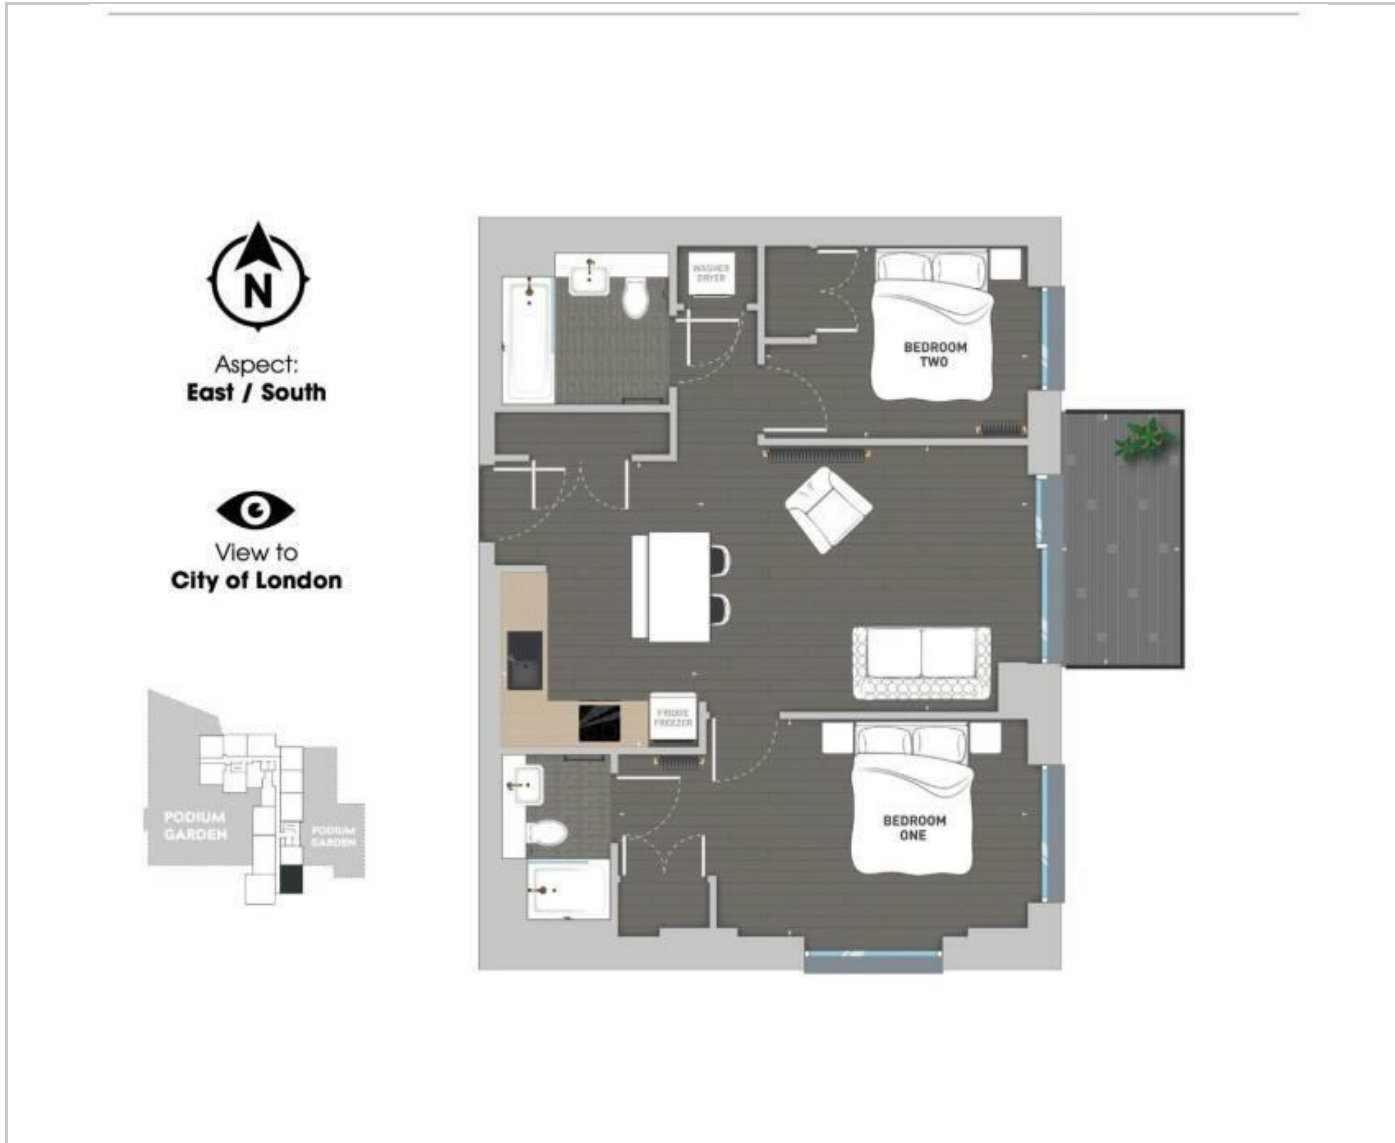 N
Aspect:
East / South
View to
City of London
PODIUM
GARDEN
PODIUM
GARDEN
WASHER
DRYER
BEDROOM
TWO
FRIDGE
FREEZER
BEDROOM
ONE